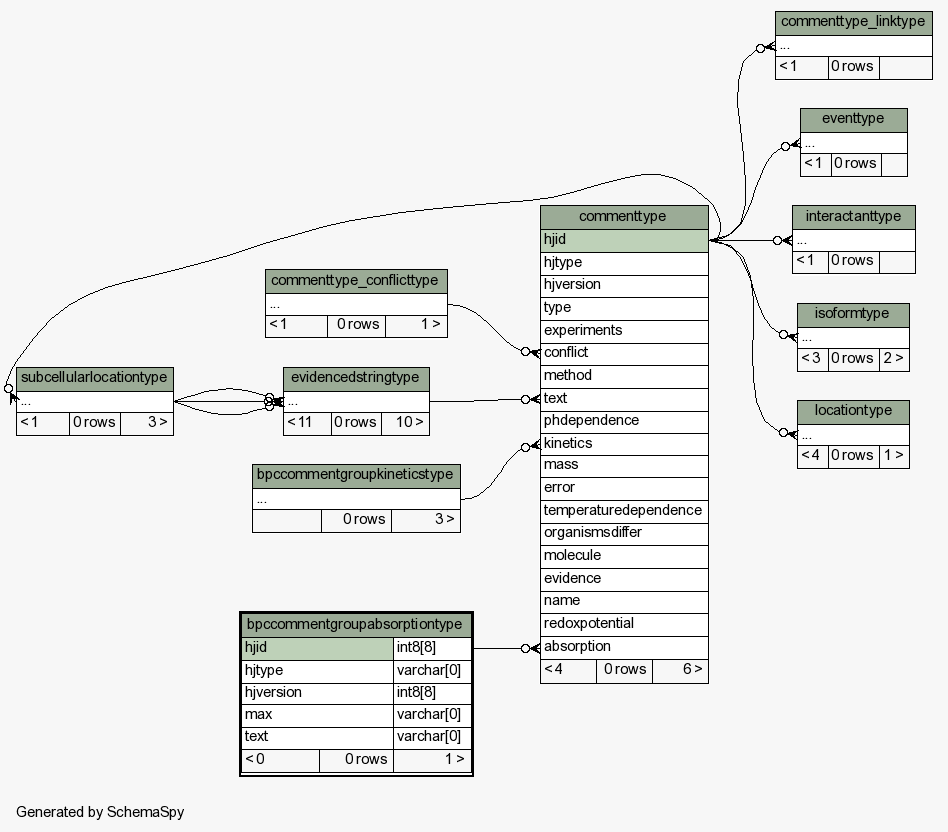 commenttype_linktype
...
< 1 0 rows
eventtype
...
< 1 0 rows
commenttype
hjid
hjtype
hjversion
type
experiments
conflict
method
text
phdependence
kinetics
mass
error
temperaturedependence
organismsdiffer
molecule
evidence
name
redoxpotential
absorption
< 4 0 rows 6 >
interactanttype
...
< 1 0 rows
commenttype_conflicttype
...
< 1 0 rows 1 >
isoformtype
...
< 3 0 rows 2 >
subcellularlocationtype
...
< 1 0 rows 3 >
evidencedstringtype
...
< 11 0 rows 10 >
locationtype
...
< 4 0 rows 1 >
bpccommentgroupkineticstype
...
0 rows 3 >
bpccommentgroupabsorptiontype
hjid int8[8]
hjtype varchar[0]
hjversion int8[8]
max varchar[0]
text varchar[0]
< 0 0 rows 1 >
Generated by SchemaSpy